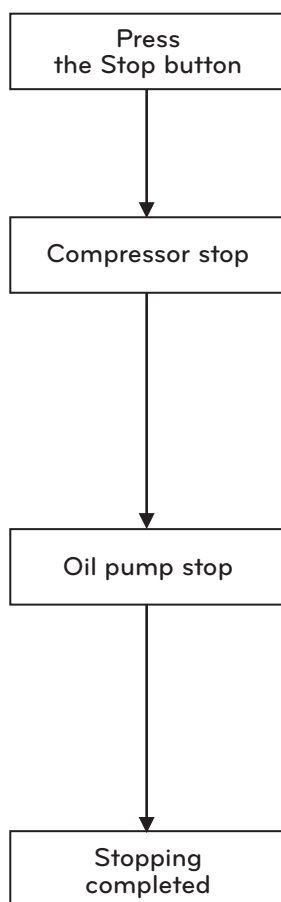 Press
the Stop button
Compressor stop
Oil pump stop
Stopping
completed